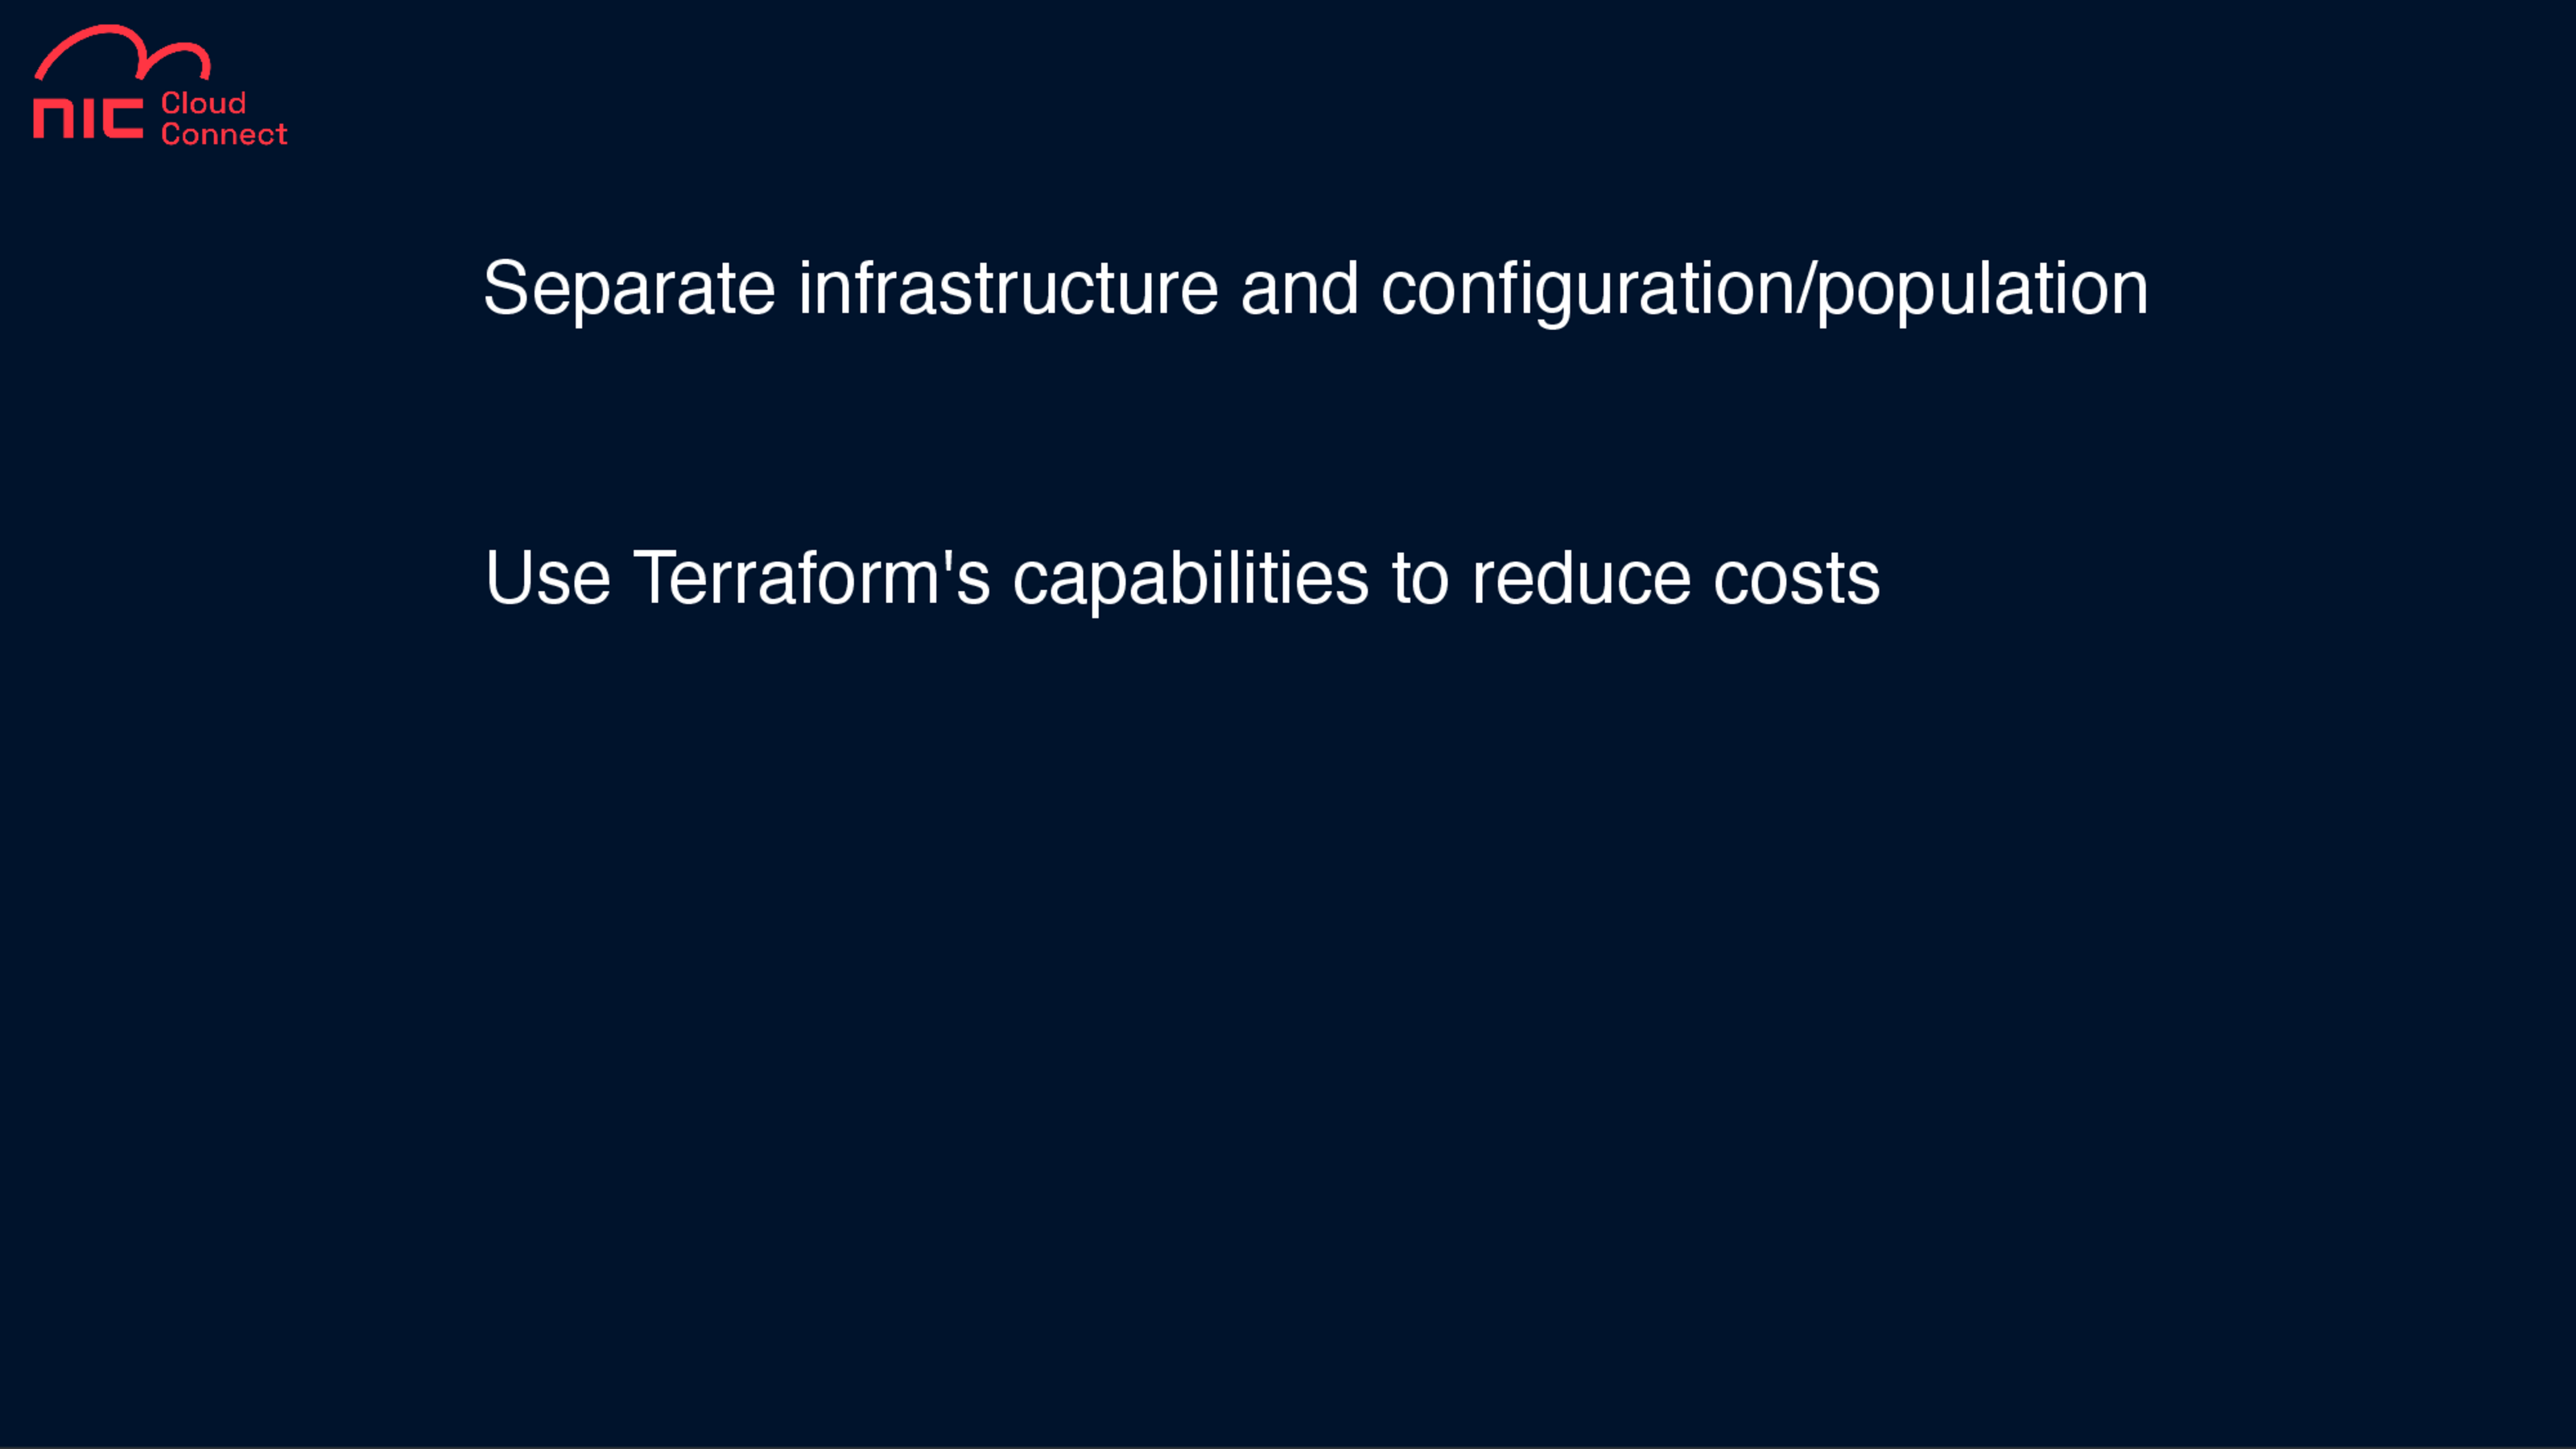 NIC Cloud
Connect
Separate infrastructure and configuration/population
Use Terraform's capabilities to reduce costs